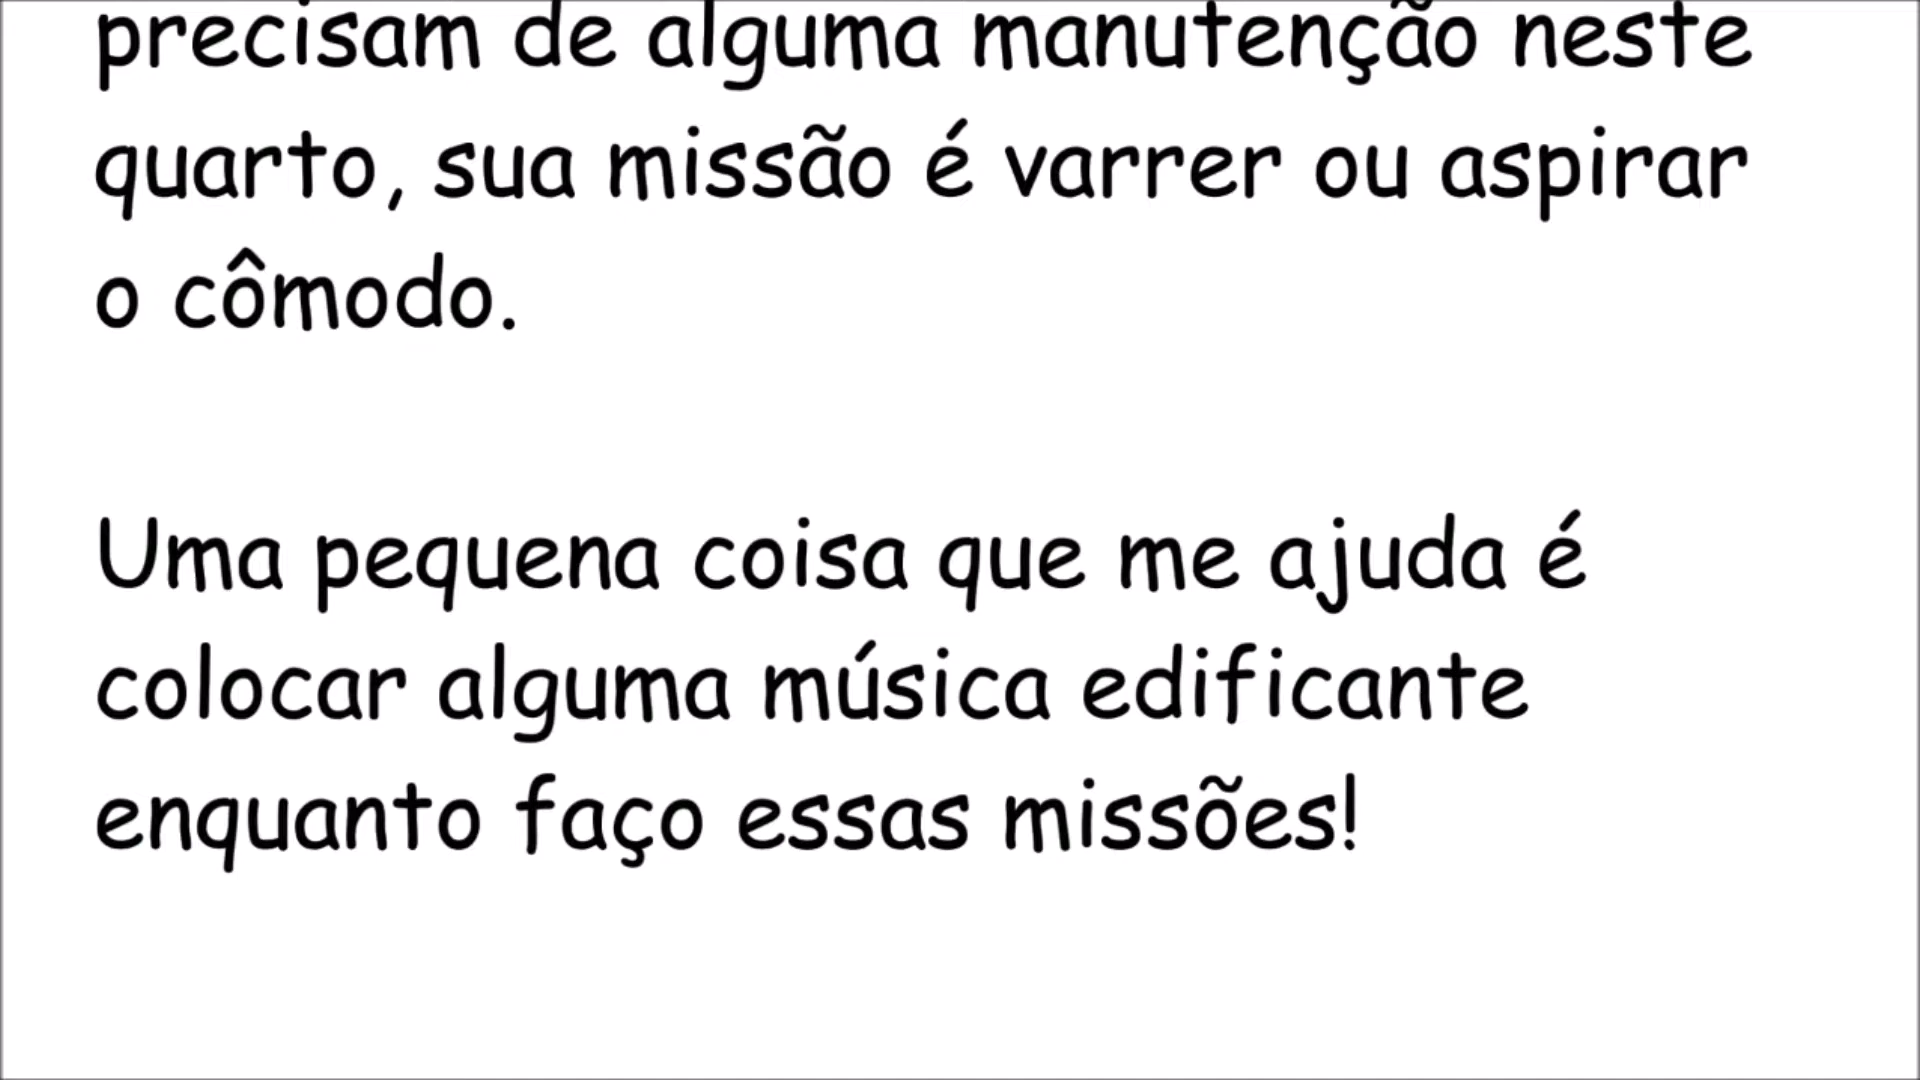 precisam de alguma manutenção neste
quarto, sua missão é varrer ou aspirar
o cômodo.
Uma pequena coisa que me ajuda é
colocar alguma música edificante
enquanto faço essas missões!